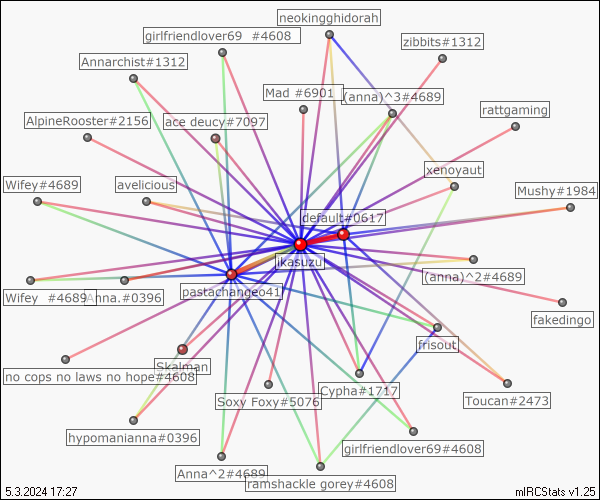 neokingghidorah
girlfriendlover69 #4608
zibbits#1312
Annarchist#1312
Mad #6901
(anna)^3#4689
rattgaming
AlpineRooster#2156
ace deucy#7097
xenoyaut
Wifey#4689
avelicious
Mushy#1984
default#0617
ikasuzu
(anna)^2#4689
pastachangeo41
Wifey #4689
Anna.#0396
fakedingo
frisout
Skalman
no cops no laws no hope#4608
Cypha#1717
Soxy Foxy#5076
Toucan#2473
hypomanianna#0396
girlfriendlover69#4608
Anna^2#4689
ramshackle gorey#4608
5.3.2024 17:27
mIRCStats v1.25